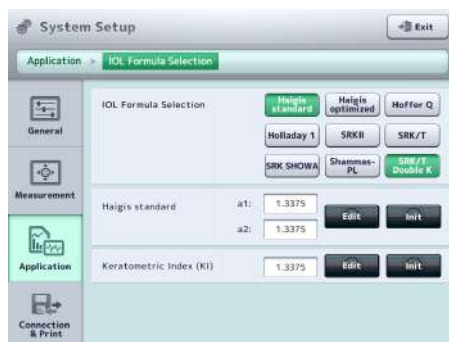 System Setup
Exit
Application
IOL Formula Selection
General
Measurement
Application
Connection
& Print
IOL Formula Selection
Haigis
standard
Haigis
optimized
Hoffer Q
Holladay 1
SRKII
SRK/T
SRK SHOWA
Shammas-
PL
SRK/T
Double K
Haigis standard
a1:
1.3375
a2:
1.3375
Edit
Init
Keratometric Index (KI)
1.3375
Edit
Init